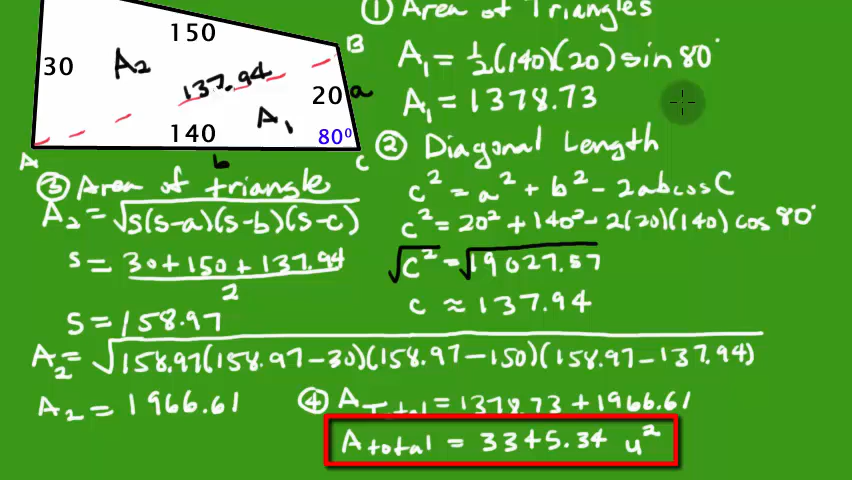 150
B
30
A₂
137.94
20 a
A₁
140
80⁰
A
b
C
① Area of Triangles
A₁ = ½(140)(20) sin 80°
A₁ = 1378.73
② Diagonal Length
c² = a² + b² - 2abcosC
c² = 20² + 140² - 2(20)(140) cos 80°
√c² = √19027.57
c ≈ 137.94
③ Area of triangle
A₂ = √s(s-a)(s-b)(s-c)
s = 30+150+137.94 / 2
S = 158.97
A₂ = √158.97(158.97-30)(158.97-150)(158.97-137.94)
A₂ = 1966.61
④ ATotal = 1378.73 + 1966.61
Atotal = 3345.34 u²